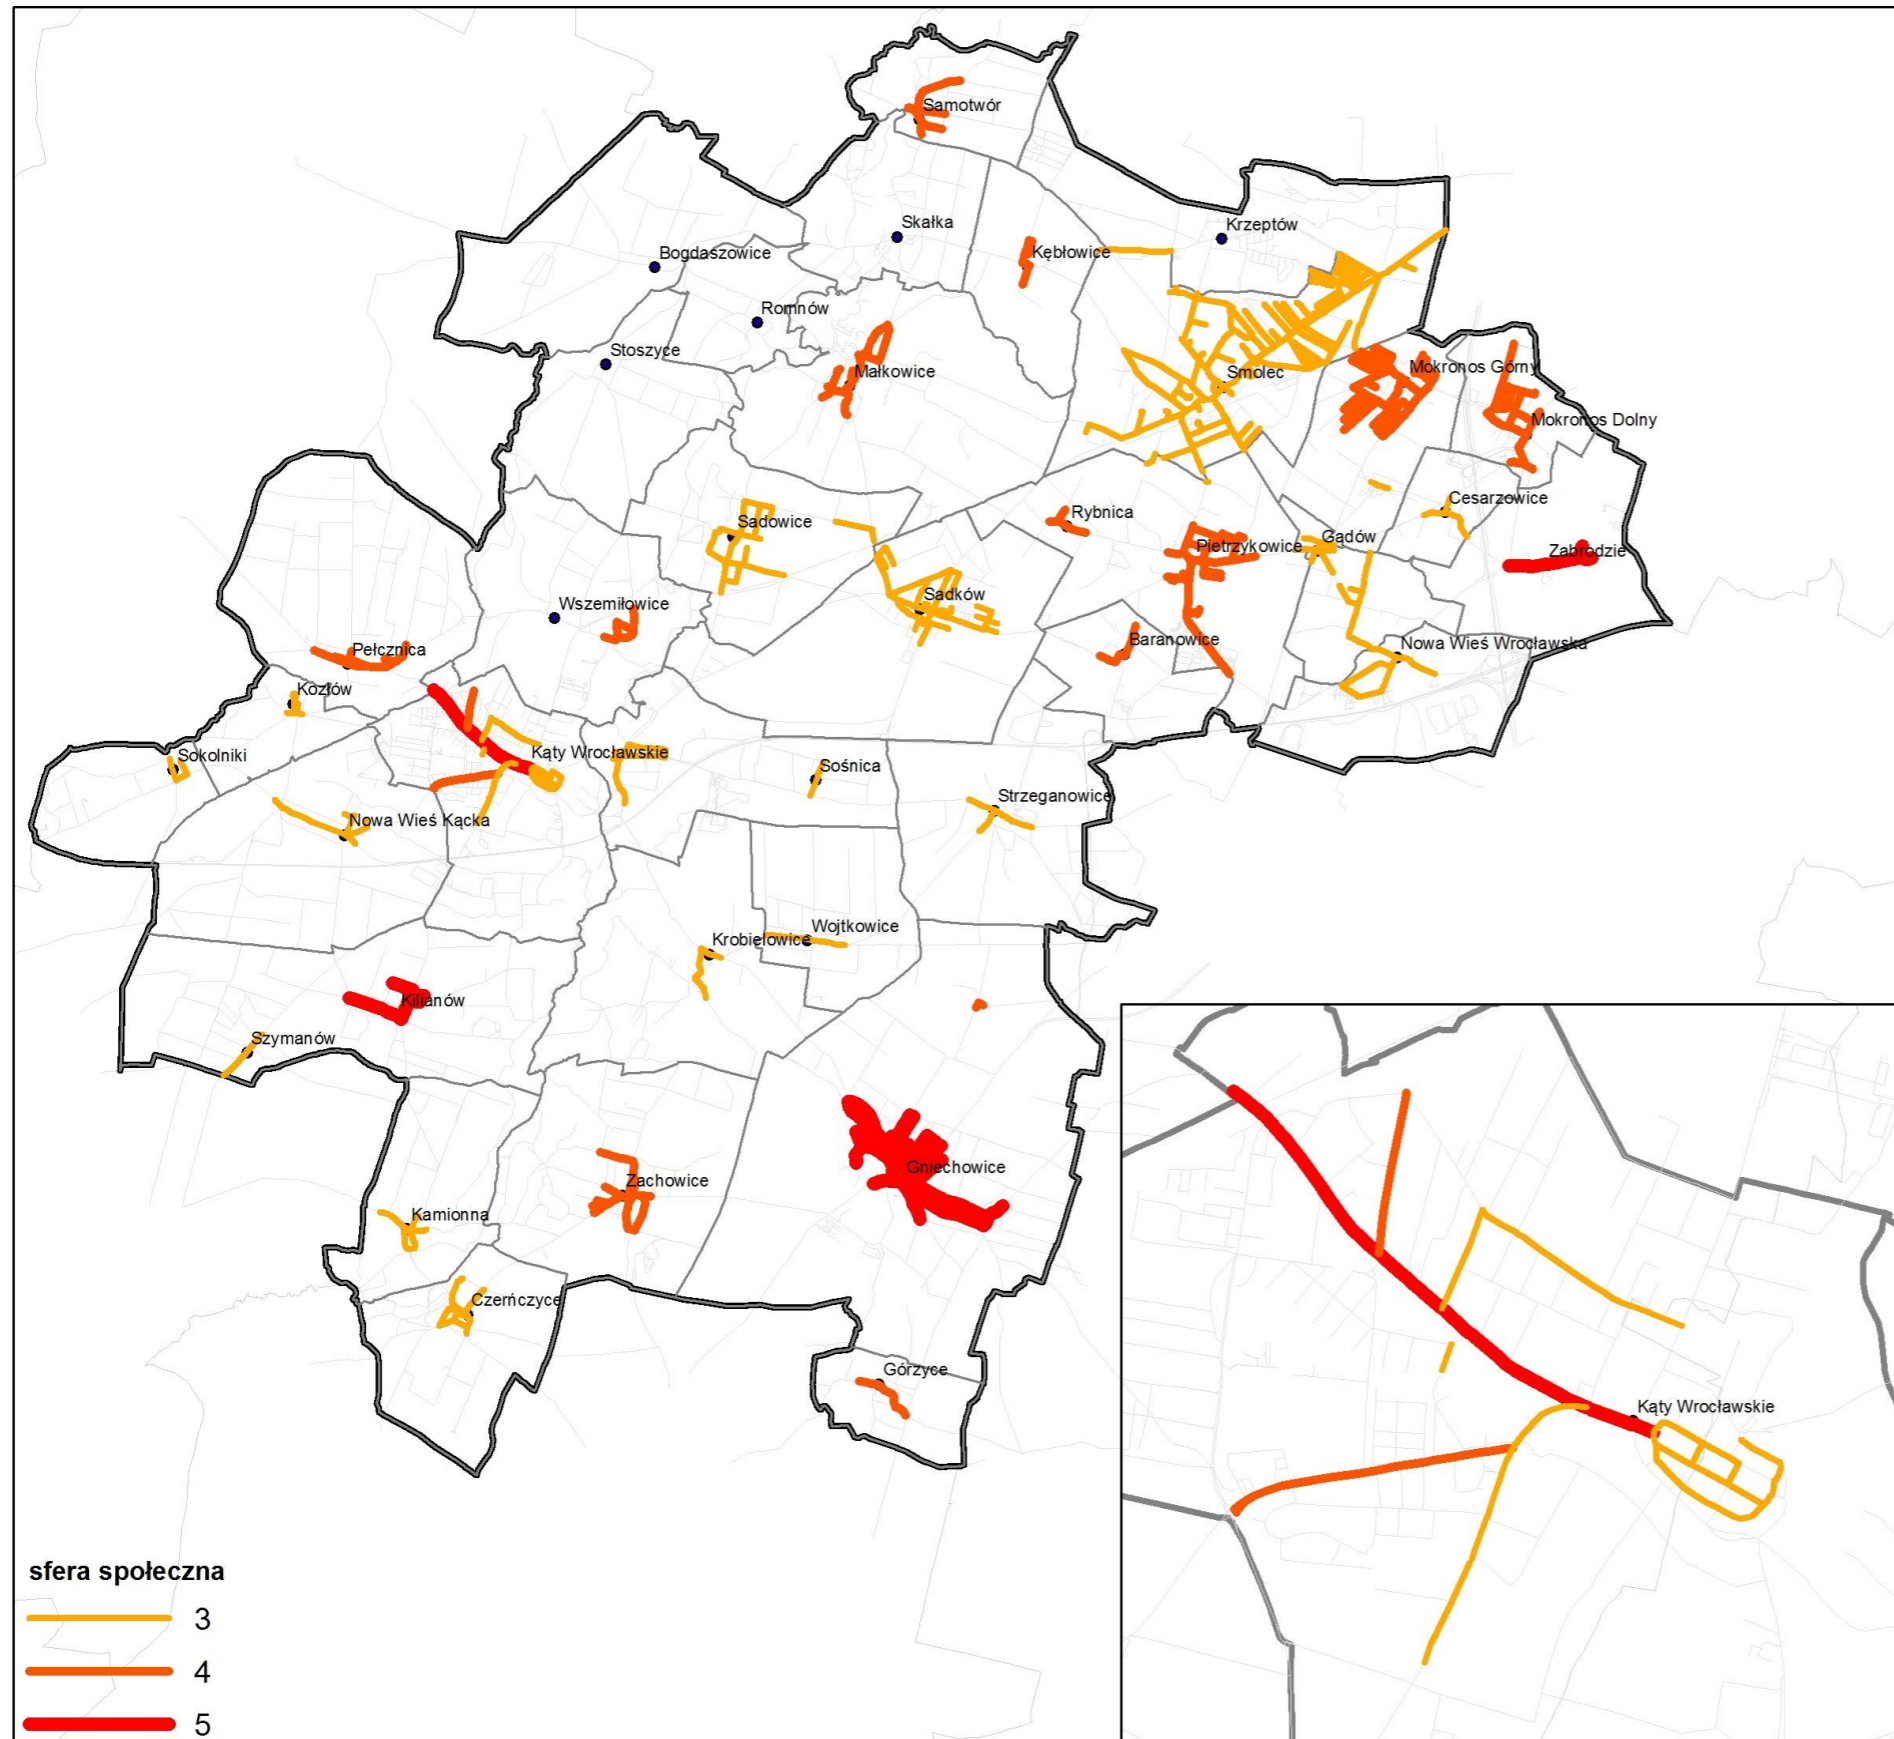 Samotwór
Skałka
Krzeptów
Bogdaszowice
Kębłowice
Romnów
Stoszyce
Małkowice
Smolec
Mokronos Górny
Mokronos Dolny
Cesarzowice
Sadowice
Rybnica
Gądów
Pietrzykowice
Zabrodzie
Sadków
Wszemiłowice
Baranowice
Nowa Wieś Wrocławska
Pełcznica
Kozłów
Kąty Wrocławskie
Sokolniki
Sośnica
Strzeganowice
Nowa Wieś Kącka
Wojtkowice
Krobielowice
Kilianów
Szymanów
Gniechowice
Zachowice
Kamionna
Czerńczyce
Górzyce
Kąty Wrocławskie
sfera społeczna
3
4
5